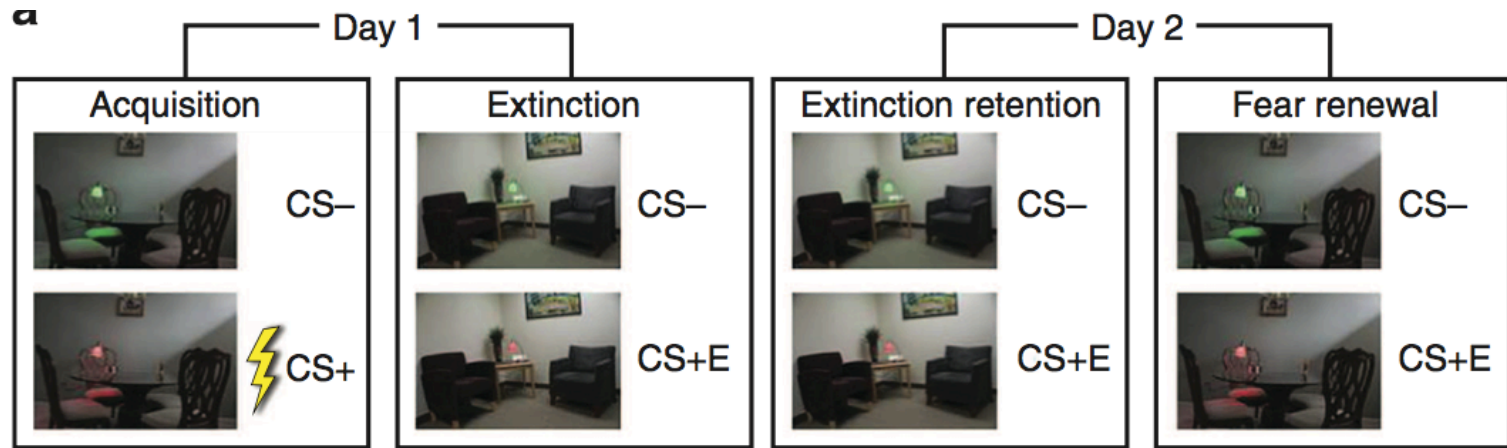 a
Day 1
Day 2
Acquisition
Extinction
Extinction retention
Fear renewal
CS–
CS–
CS–
CS–
CS+
CS+E
CS+E
CS+E